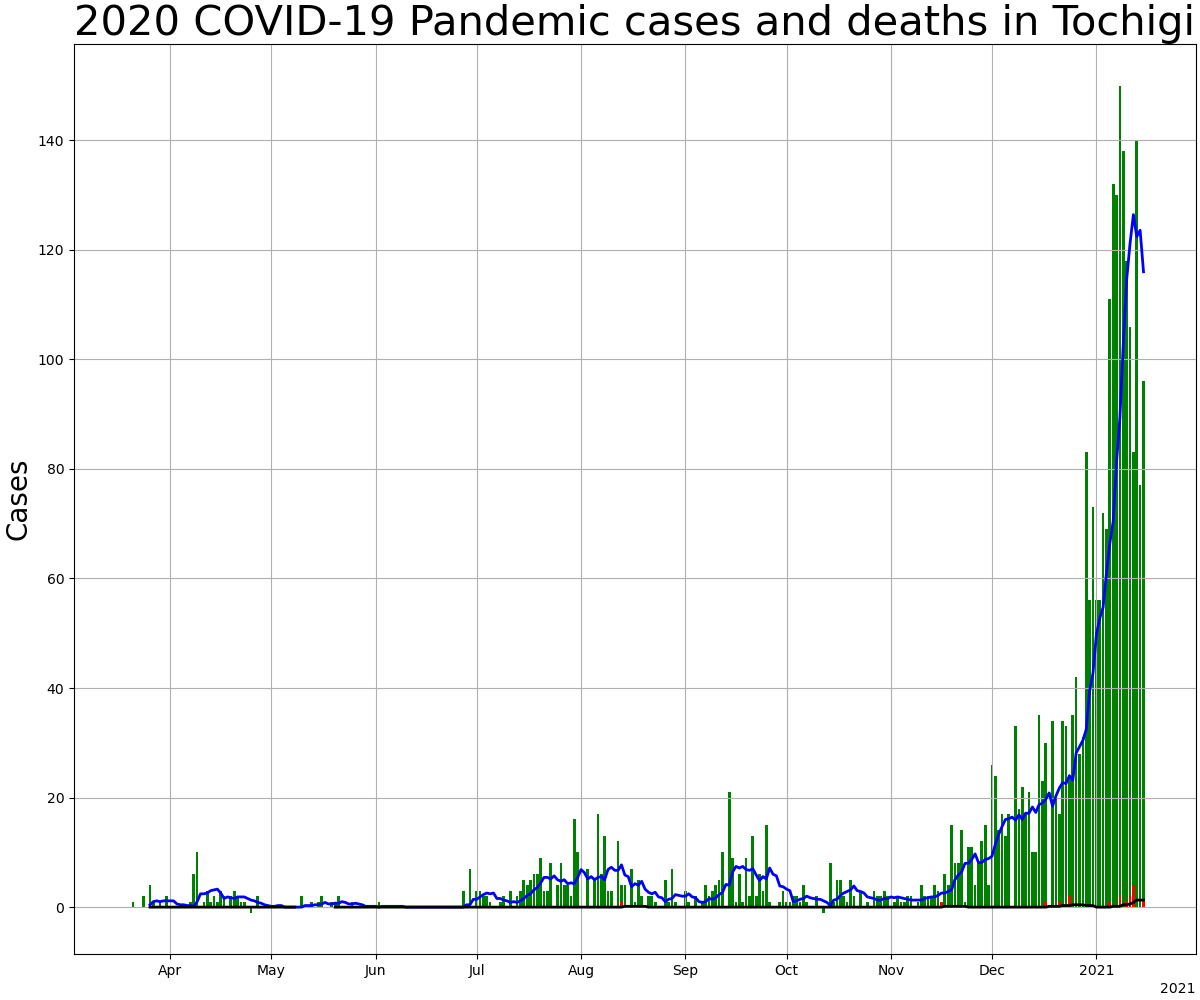 2020 COVID-19 Pandemic cases and deaths in Tochigi
140
120
100
80
60
40
20
0
Cases
Apr
May
Jun
Jul
Aug
Sep
Oct
Nov
Dec
2021
2021